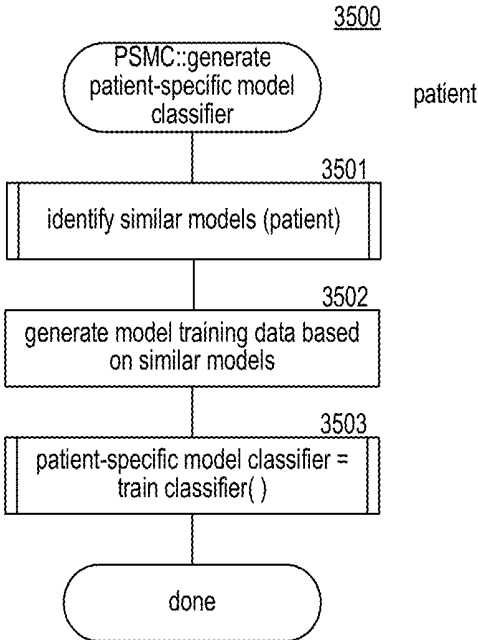 3500
PSMC::generate
patient-specific model
classifier
patient
3501
identify similar models (patient)
3502
generate model training data based
on similar models
3503
patient-specific model classifier =
train classifier( )
done